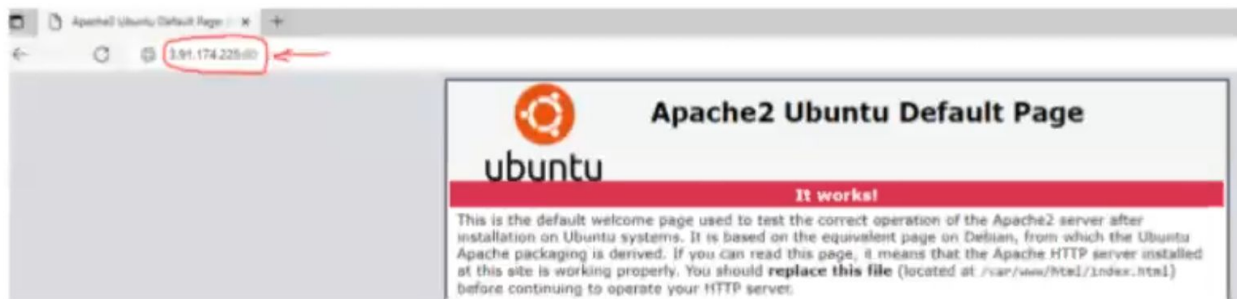 Apache2 Ubuntu Default Page
3.91.174.225:80
Apache2 Ubuntu Default Page
ubuntu
It works!
This is the default welcome page used to test the correct operation of the Apache2 server after
installation on Ubuntu systems. It is based on the equivalent page on Debian, from which the Ubuntu
Apache packaging is derived. If you can read this page, it means that the Apache HTTP server installed
at this site is working properly. You should replace this file (located at /var/www/html/index.html)
before continuing to operate your HTTP server.